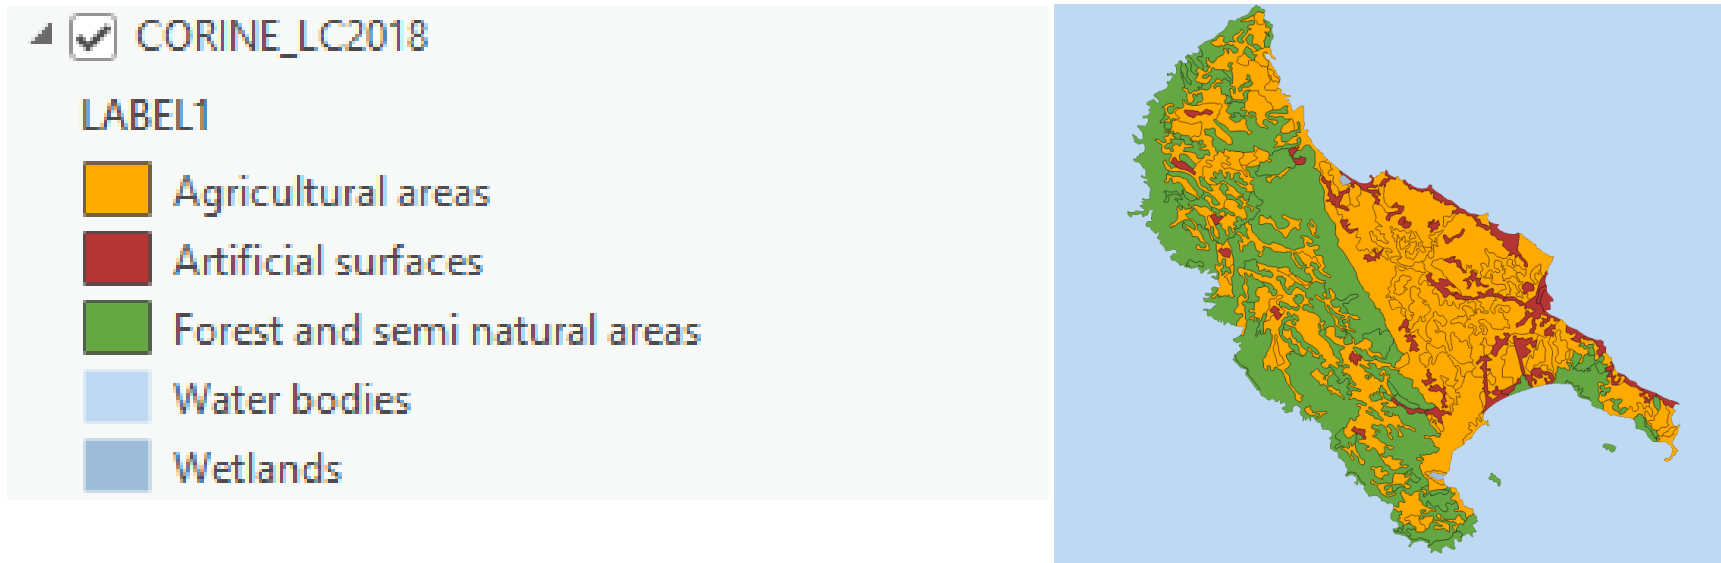 CORINE_LC2018
LABEL1
Agricultural areas
Artificial surfaces
Forest and semi natural areas
Water bodies
Wetlands